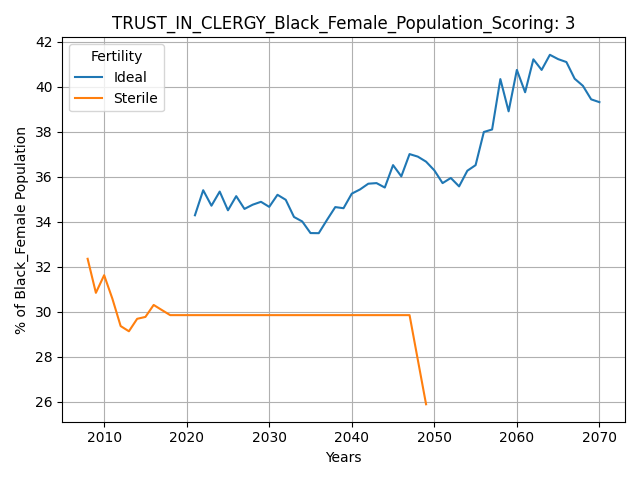 TRUST_IN_CLERGY_Black_Female_Population_Scoring: 3
Fertility
Ideal
Sterile
% of Black_Female Population
42
40
38
36
34
32
30
28
26
2010 2020 2030 2040 2050 2060 2070
Years